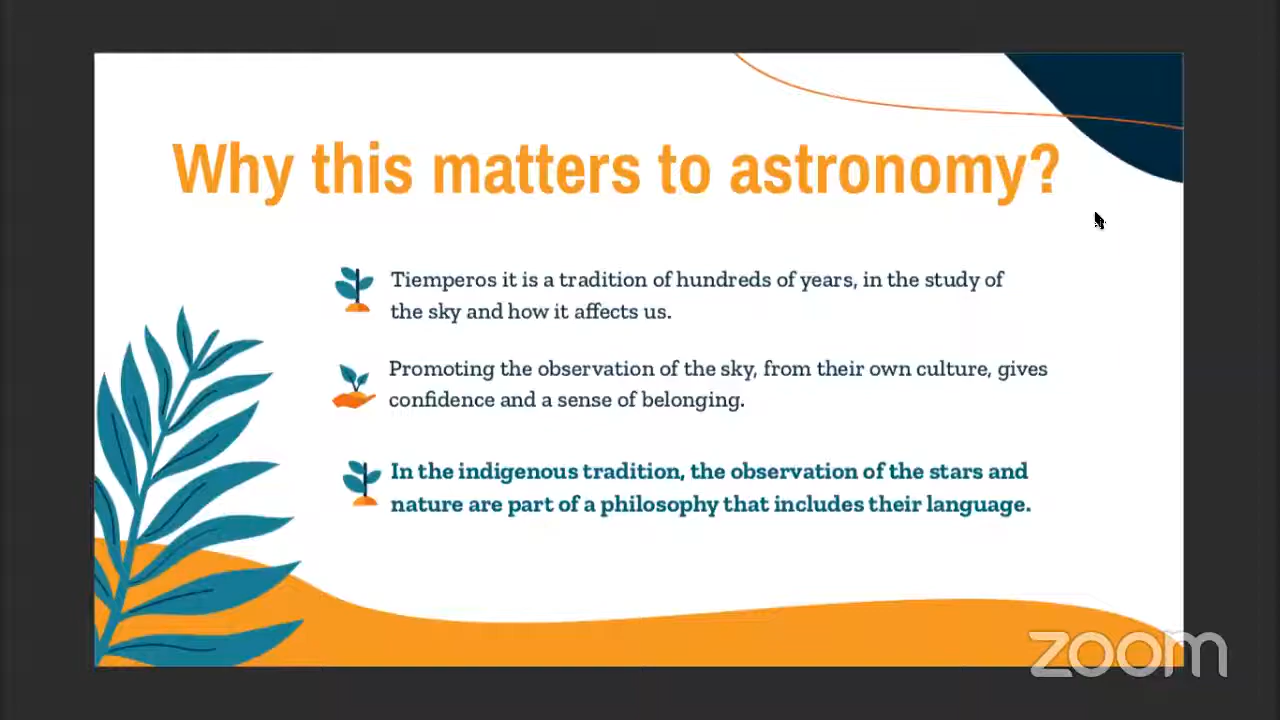 Why this matters to astronomy?
Tiemperos it is a tradition of hundreds of years, in the study of
the sky and how it affects us.
Promoting the observation of the sky, from their own culture, gives
confidence and a sense of belonging.
In the indigenous tradition, the observation of the stars and
nature are part of a philosophy that includes their language.
zoom